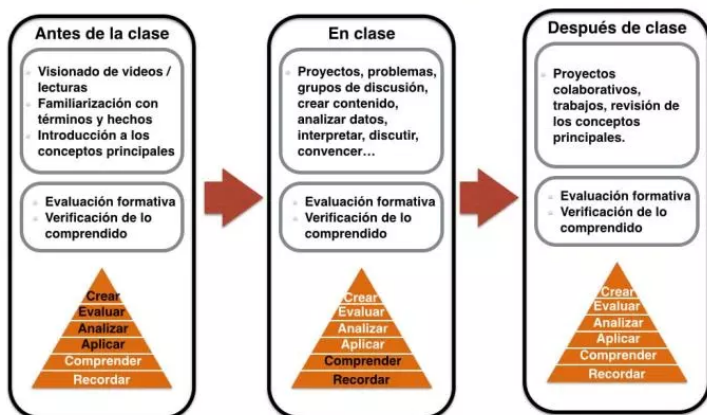 Antes de la clase
Visionado de videos /
lecturas
Familiarización con
términos y hechos
Introducción a los
conceptos principales
Evaluación formativa
Verificación de lo
comprendido
Crear
Evaluar
Analizar
Aplicar
Comprender
Recordar
En clase
Proyectos, problemas,
grupos de discusión,
crear contenido,
analizar datos,
interpretar, discutir,
convencer…
Evaluación formativa
Verificación de lo
comprendido
Crear
Evaluar
Analizar
Aplicar
Comprender
Recordar
Después de clase
Proyectos
colaborativos,
trabajos, revisión de
los conceptos
principales.
Evaluación formativa
Verificación de lo
comprendido
Crear
Evaluar
Analizar
Aplicar
Comprender
Recordar